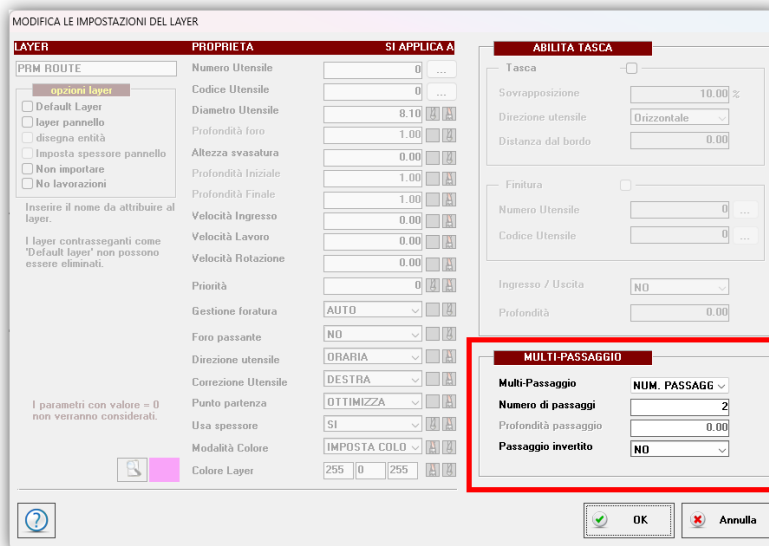 MODIFICA LE IMPOSTAZIONI DEL LAYER
LAYER
PRM ROUTE
opzioni layer
Default Layer
layer pannello
disegna entità
Imposta spessore pannello
Non importare
No lavorazioni
Inserire il nome da attribuire al
layer.
I layer contrassegnati come
'Default layer' non possono
essere eliminati.
I parametri con valore = 0
non verranno considerati.
PROPRIETA SI APPLICA A
Numero Utensile 0 ...
Codice Utensile 0 ...
Diametro Utensile 8.10
Profondità foro 1.00
Altezza svasatura 0.00
Profondità Iniziale 1.00
Profondità Finale 1.00
Velocità Ingresso 0.00
Velocità Lavoro 0.00
Velocità Rotazione 0.00
Priorità 0
Gestione foratura AUTO
Foro passante NO
Direzione utensile ORARIA
Correzione Utensile DESTRA
Punto partenza OTTIMIZZA
Usa spessore SI
Modalità Colore IMPOSTA COLO
Colore Layer 255 0 255
ABILITA TASCA
Tasca
Sovrapposizione 10.00 %
Direzione utensile Orizzontale
Distanza dal bordo 0.00
Finitura
Numero Utensile 0 ...
Codice Utensile 0 ...
Ingresso / Uscita NO
Profondità 0.00
MULTI-PASSAGGIO
Multi-Passaggio NUM. PASSAGG
Numero di passaggi 2
Profondità passaggio 0.00
Passaggio invertito NO
?
OK
Annulla